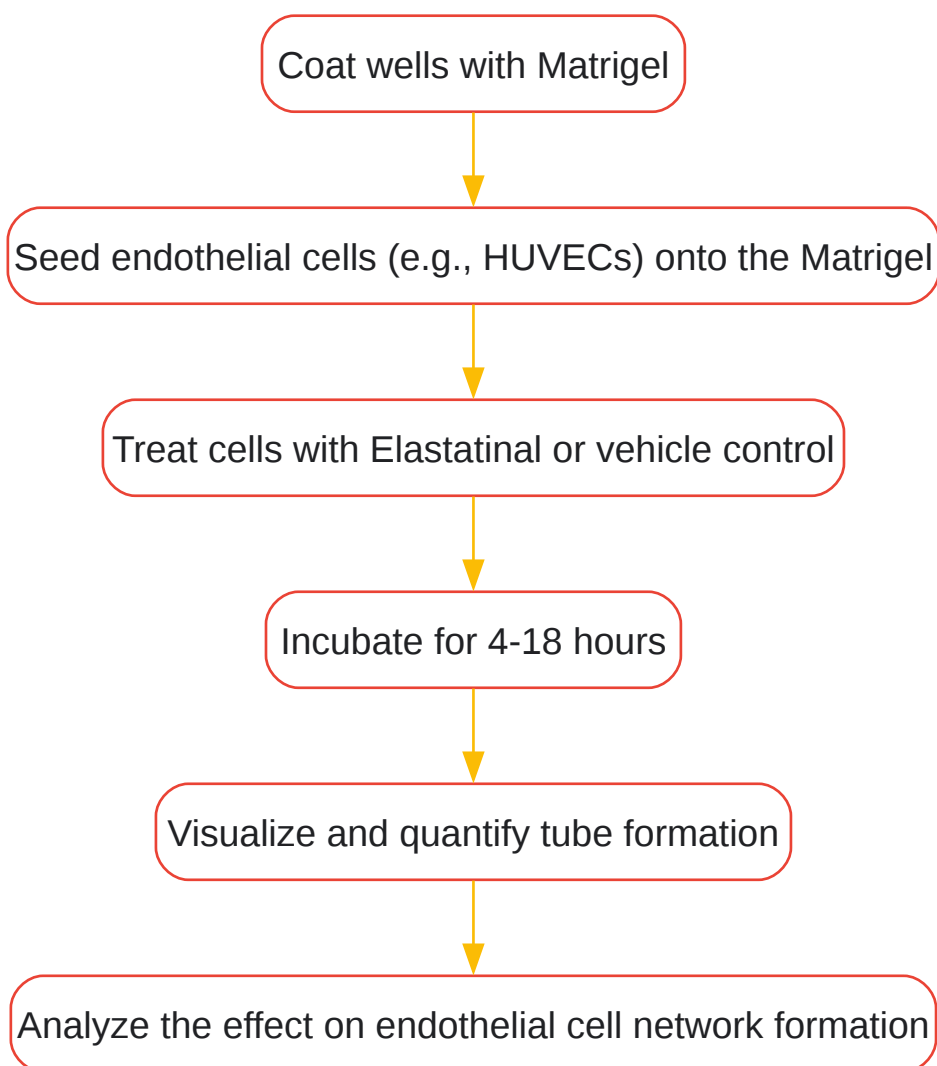 Coat wells with Matrigel
Seed endothelial cells (e.g., HUVECs) onto the Matrigel
Treat cells with Elastatinal or vehicle control
Incubate for 4-18 hours
Visualize and quantify tube formation
Analyze the effect on endothelial cell network formation